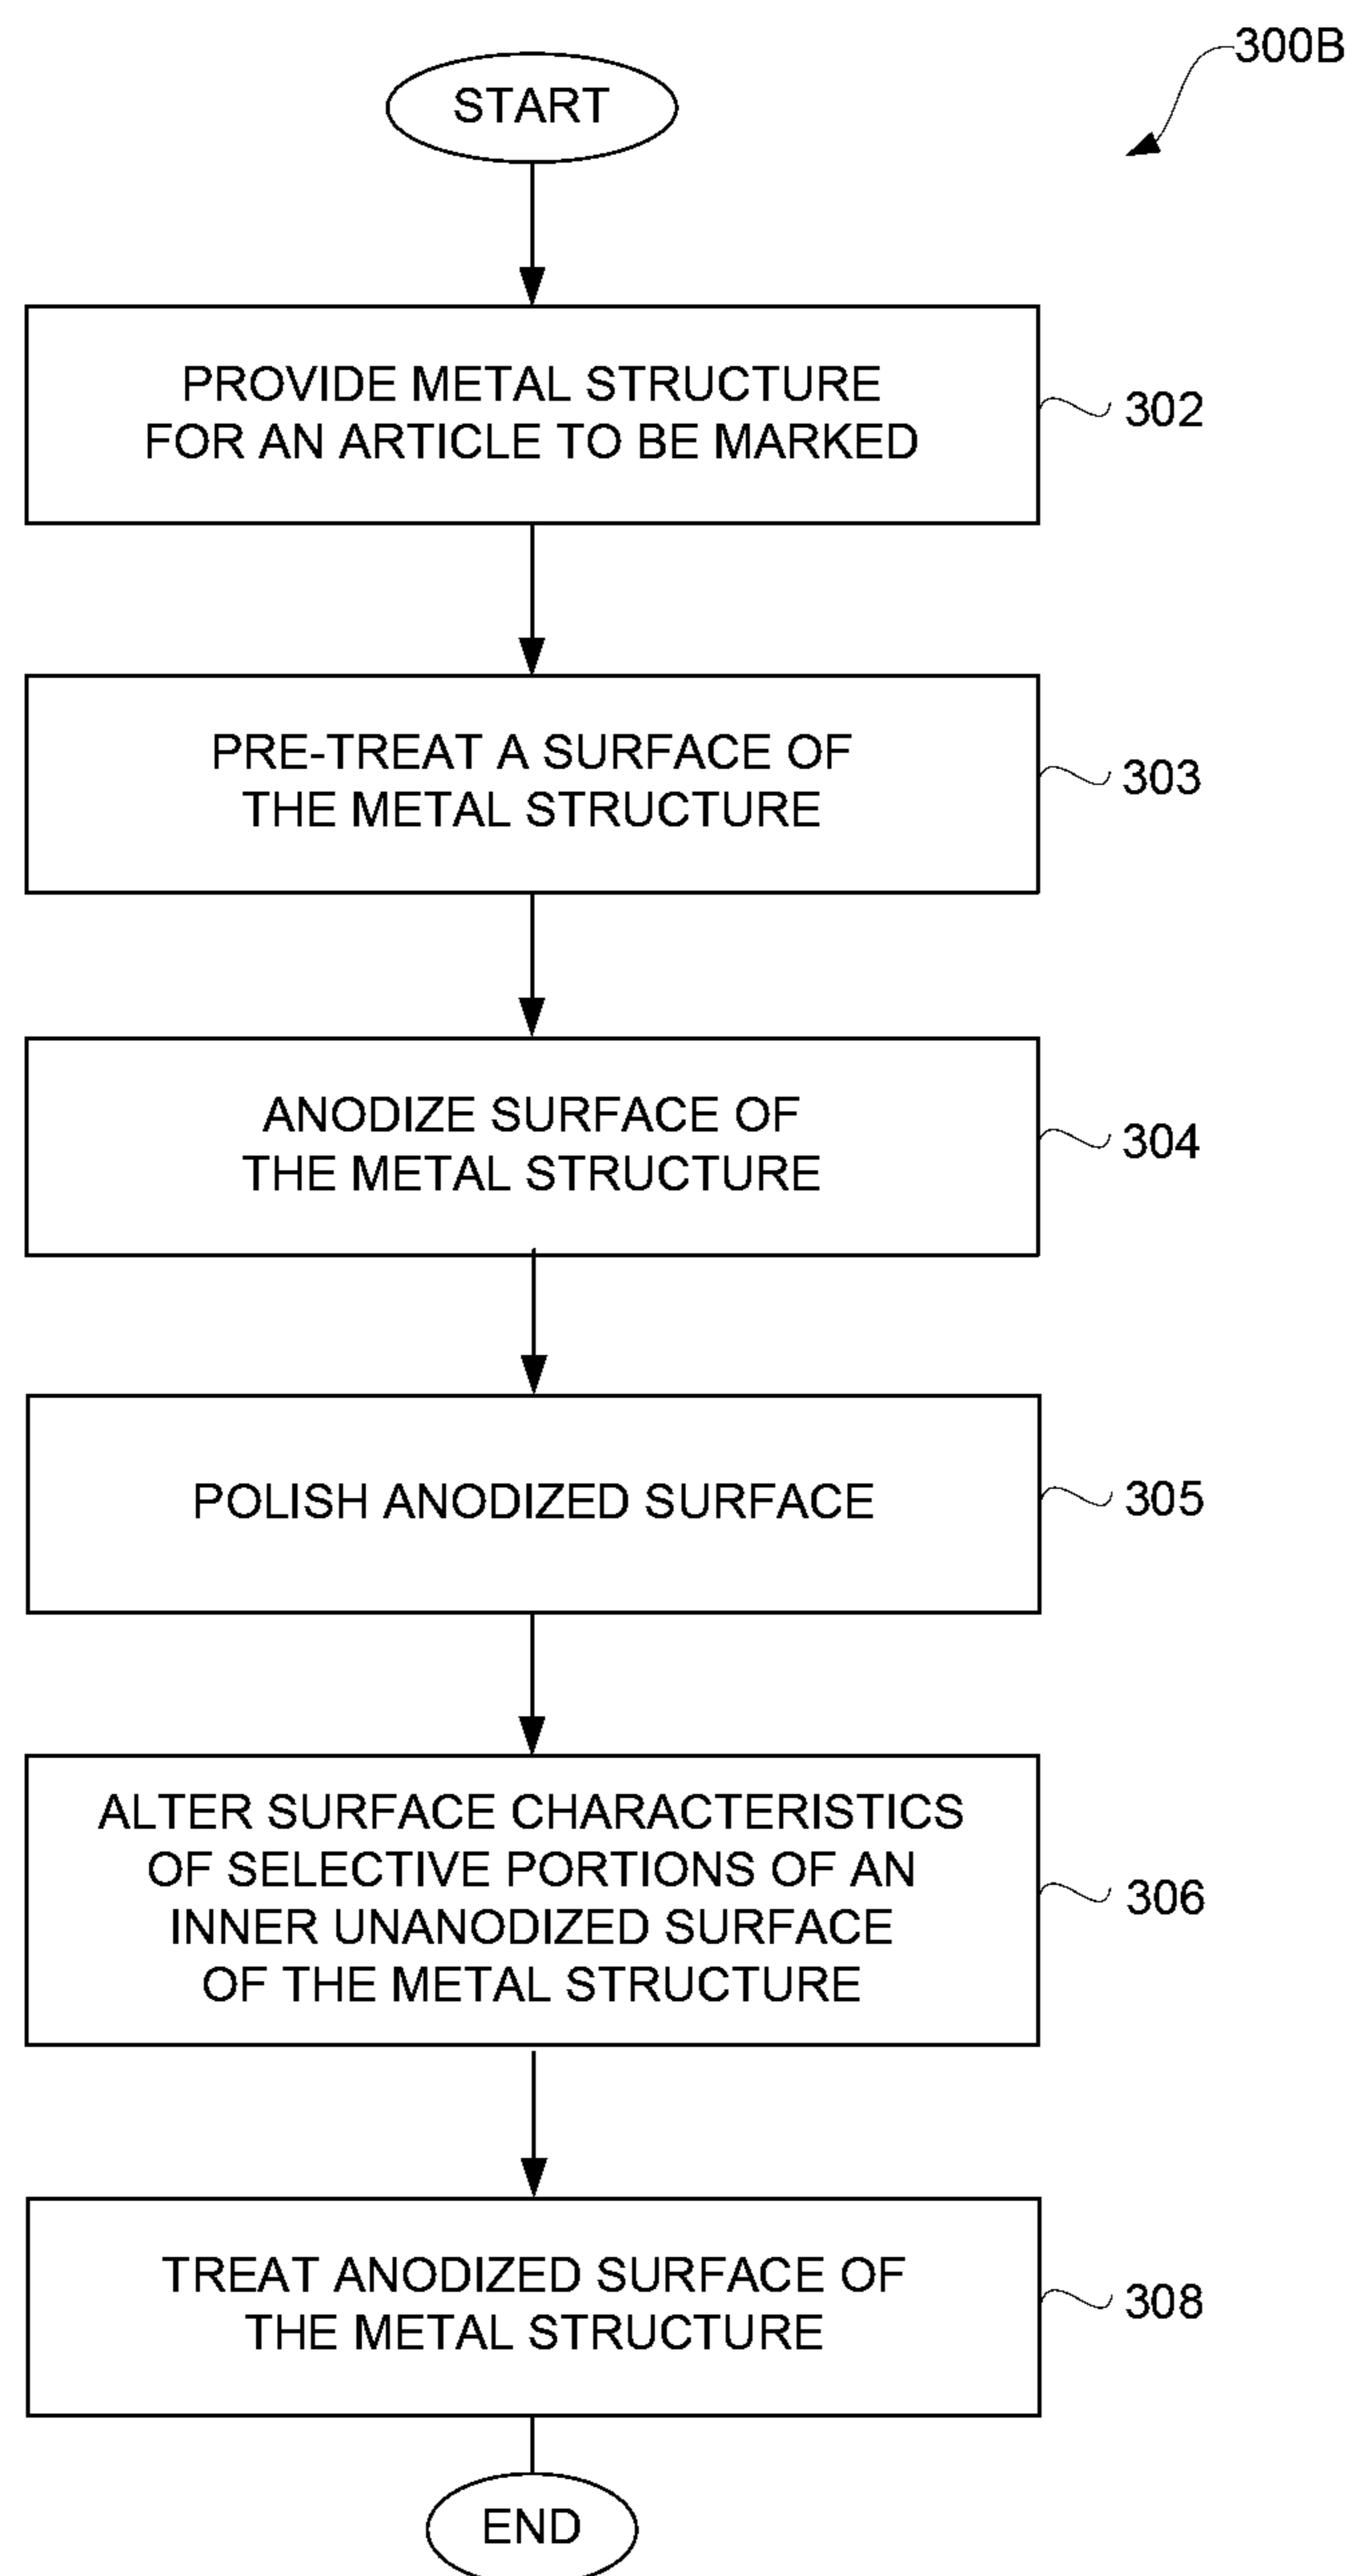 300B
START
PROVIDE METAL STRUCTURE
FOR AN ARTICLE TO BE MARKED
302
PRE-TREAT A SURFACE OF
THE METAL STRUCTURE
303
ANODIZE SURFACE OF
THE METAL STRUCTURE
304
POLISH ANODIZED SURFACE
305
ALTER SURFACE CHARACTERISTICS
OF SELECTIVE PORTIONS OF AN
INNER UNANODIZED SURFACE
OF THE METAL STRUCTURE
306
TREAT ANODIZED SURFACE OF
THE METAL STRUCTURE
308
END